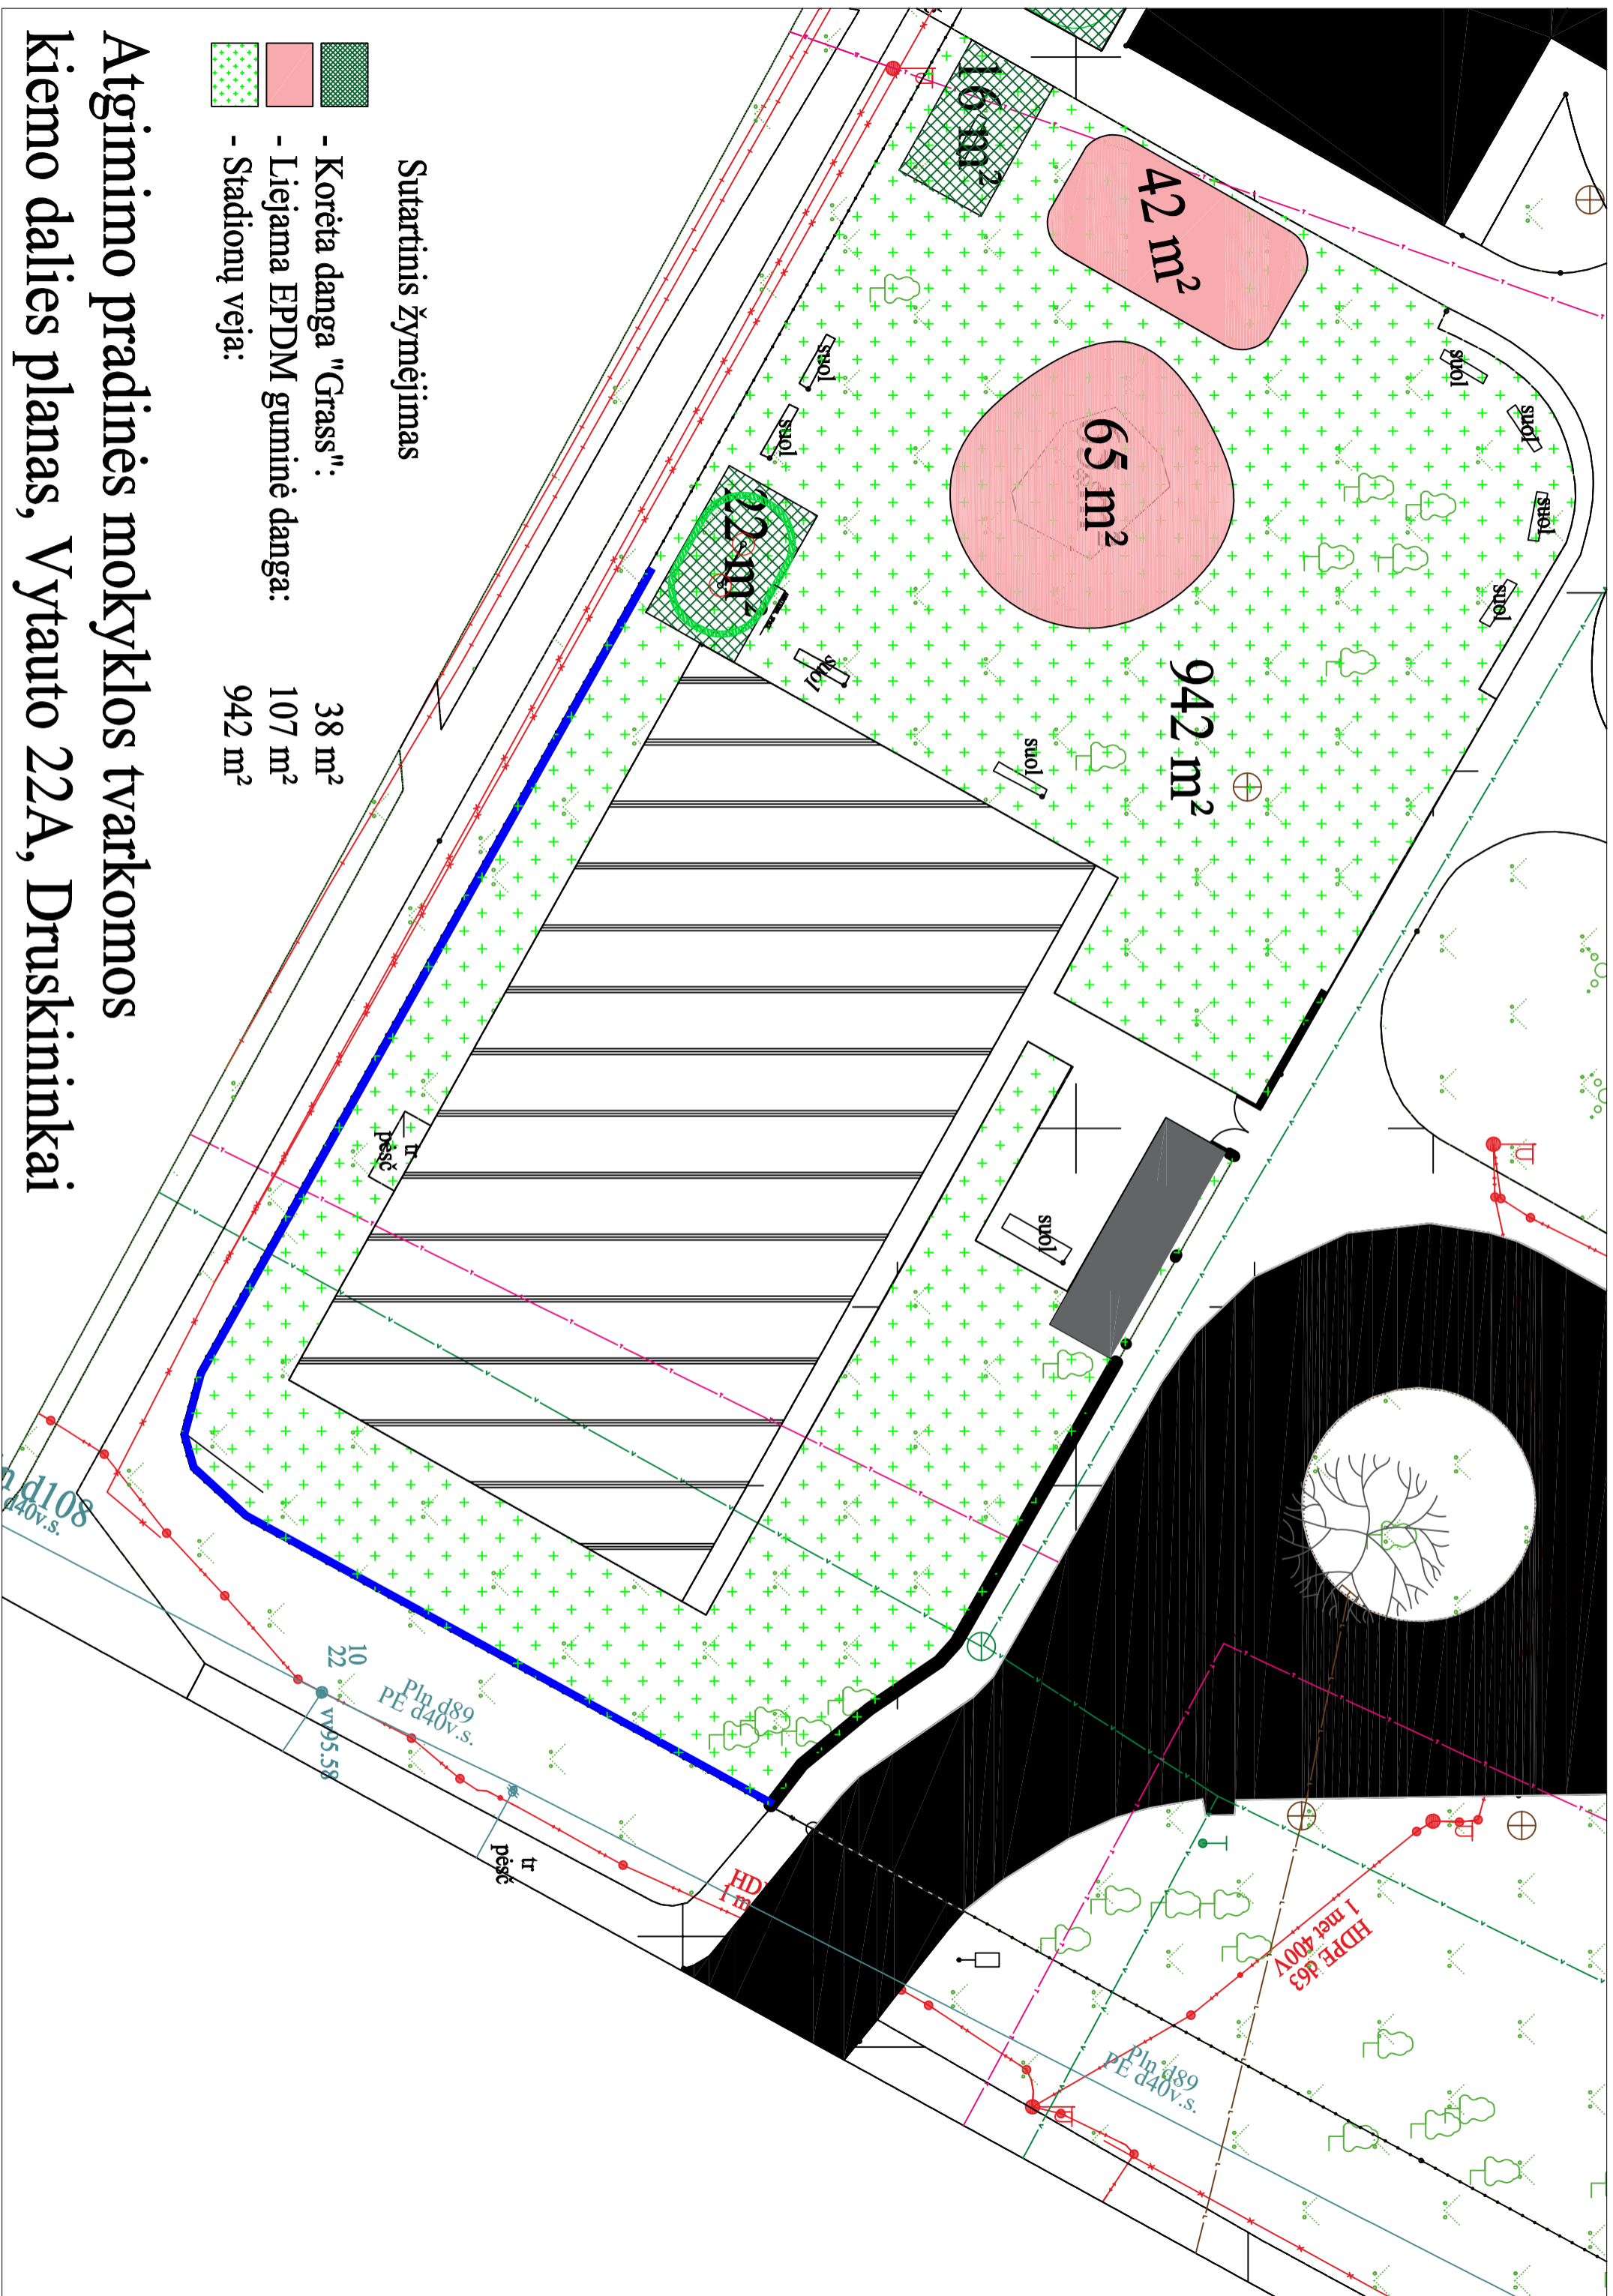 Atgimimo pradinės mokyklos tvarkomos
kiemo dalies planas, Vytauto 22A, Druskininkai
Sutartinis žymėjimas
- Korėta danga "Grass": 38 m²
- Liejama EPDM guminė danga: 107 m²
- Stadionų veja: 942 m²
16 m²
42 m²
65 m²
22 m²
942 m²
suol
suol
suol
suol
suol
suol
suol
suol
suol
tr
pėsč
tr
pėsč
d108
d40v.s.
10
22
vv95.58
Pln d89
PE d40v.s.
Pln d89
PE d40v.s.
HDPE d63
1 met 400V
HD
1 m